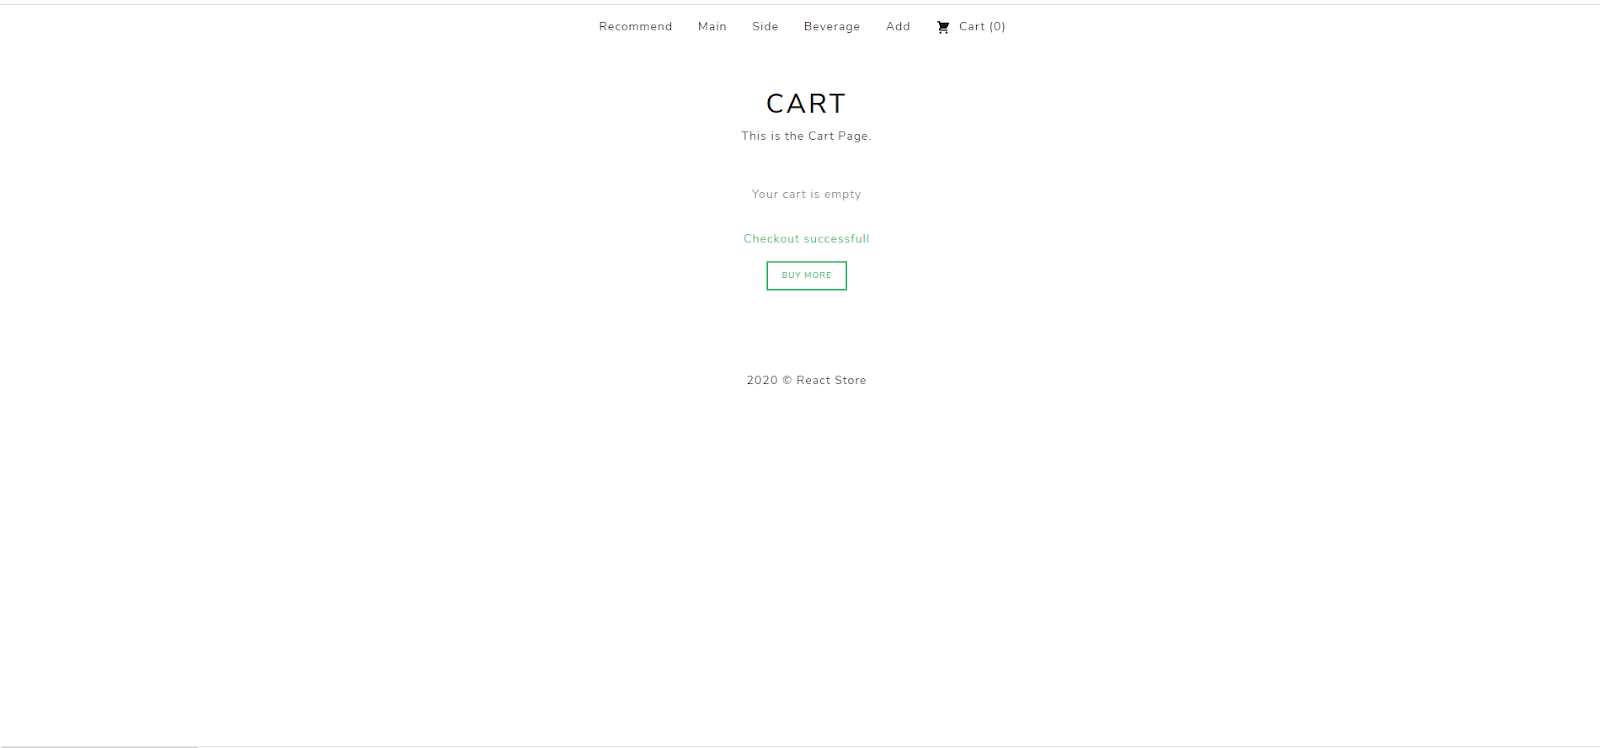 Recommend Main Side Beverage Add Cart (0)
CART
This is the Cart Page.
Your cart is empty
Checkout successfull
BUY MORE
2020 © React Store